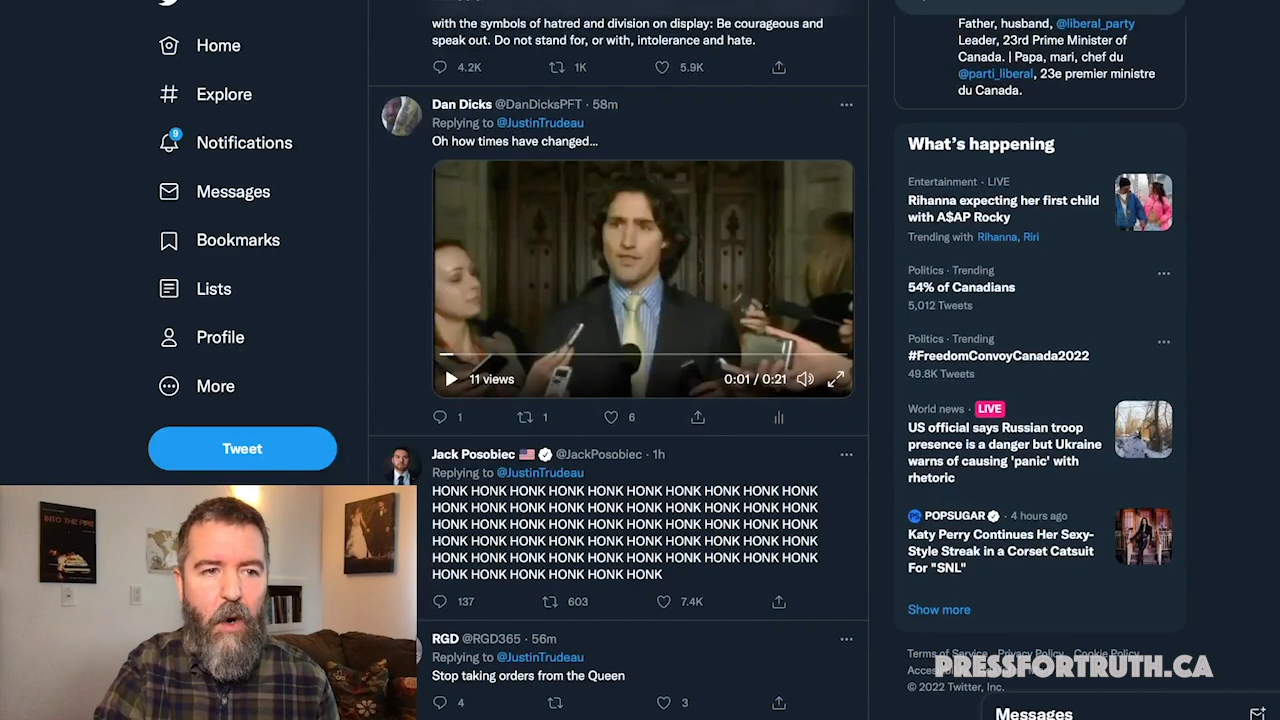 Home
Explore
9
Notifications
Messages
Bookmarks
Lists
Profile
More
Tweet
with the symbols of hatred and division on display: Be courageous and
speak out. Do not stand for, or with, intolerance and hate.
4.2K 1K 5.9K
Dan Dicks @DanDicksPFT · 58m
Replying to @JustinTrudeau
Oh how times have changed...
11 views 0:01 / 0:21
1 1 6
Jack Posobiec @JackPosobiec · 1h
Replying to @JustinTrudeau
HONK HONK HONK HONK HONK HONK HONK HONK HONK HONK
HONK HONK HONK HONK HONK HONK HONK HONK HONK HONK
HONK HONK HONK HONK HONK HONK HONK HONK HONK HONK
HONK HONK HONK HONK HONK HONK HONK HONK HONK HONK
HONK HONK HONK HONK HONK HONK HONK HONK HONK HONK
HONK HONK HONK HONK HONK HONK
137 603 7.4K
RGD @RGD365 · 56m
Replying to @JustinTrudeau
Stop taking orders from the Queen
4 3
Father, husband, @liberal_party
Leader, 23rd Prime Minister of
Canada. | Papa, mari, chef du
@parti_liberal, 23e premier ministre
du Canada.
What's happening
Entertainment · LIVE
Rihanna expecting her first child
with A$AP Rocky
Trending with Rihanna, Riri
Politics · Trending
54% of Canadians
5,012 Tweets
Politics · Trending
#FreedomConvoyCanada2022
49.8K Tweets
World news · LIVE
US official says Russian troop
presence is a danger but Ukraine
warns of causing 'panic' with
rhetoric
POPSUGAR · 4 hours ago
Katy Perry Continues Her Sexy-
Style Streak in a Corset Catsuit
For "SNL"
Show more
Terms of Service Privacy Policy Cookie Policy
PRESSFORTRUTH.CA
© 2022 Twitter, Inc.
Messages
INTO THE FIRE